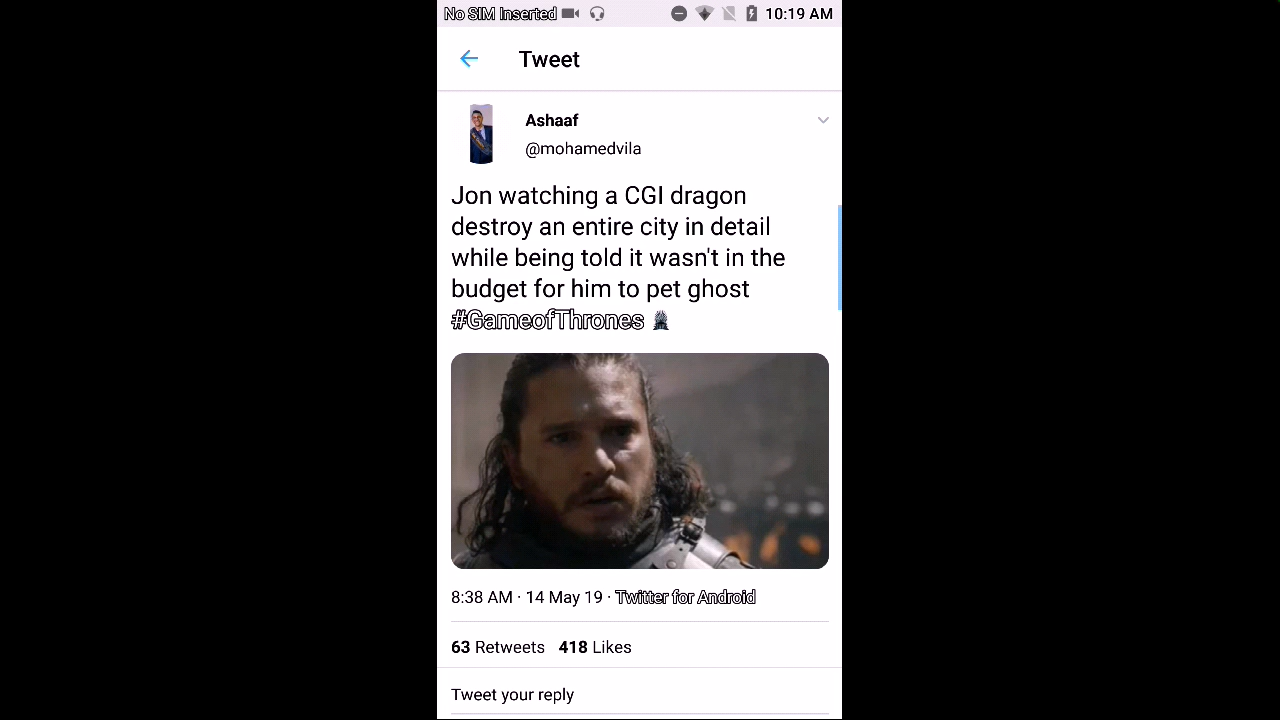 No SIM Inserted 10:19 AM
Tweet
Ashaaf
@mohamedvila
Jon watching a CGI dragon
destroy an entire city in detail
while being told it wasn't in the
budget for him to pet ghost
#GameofThrones
8:38 AM · 14 May 19 · Twitter for Android
63 Retweets 418 Likes
Tweet your reply